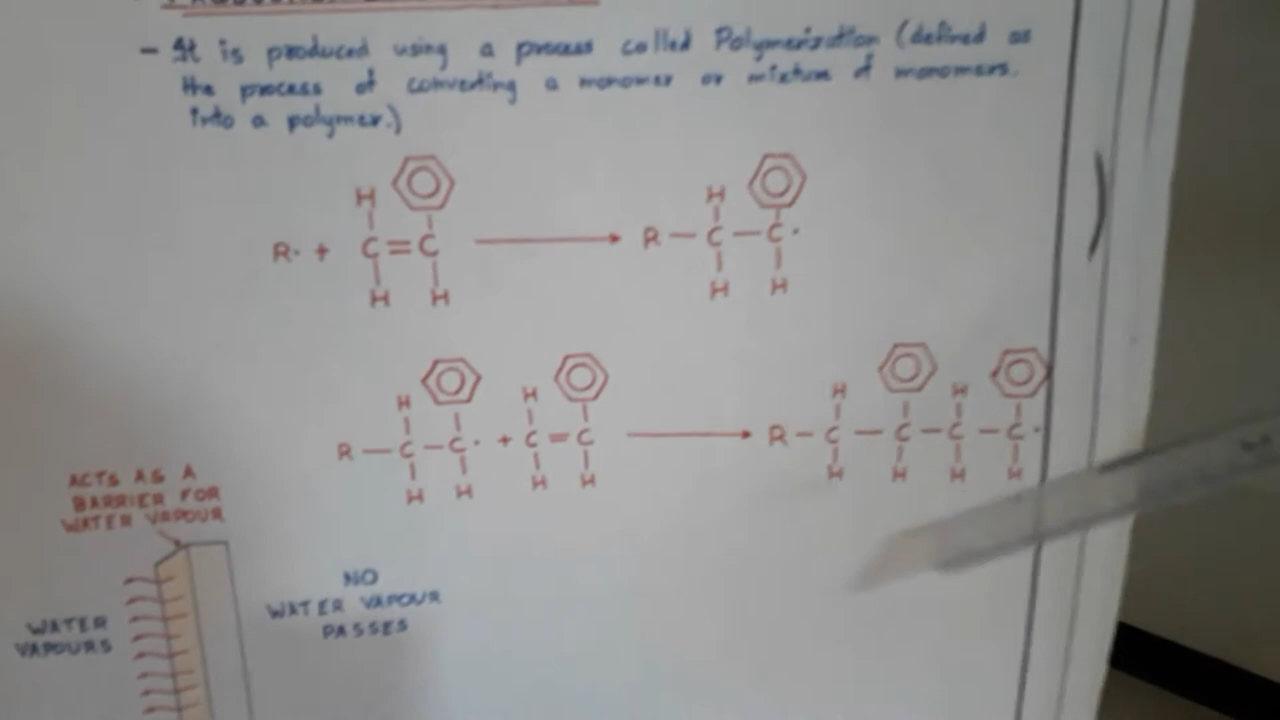 - It is produced using a process called Polymerization (defined as
the process of converting a monomer or mixture of monomers.
into a polymer.)
H
R· + C=C
H H
H
R - C - C·
H H
H H
R - C - C· + C = C
H H H H
H H
R - C - C - C - C·
H H H H
ACTS AS A
BARRIER FOR
WATER VAPOUR
NO
WATER VAPOUR
PASSES
WATER
VAPOURS